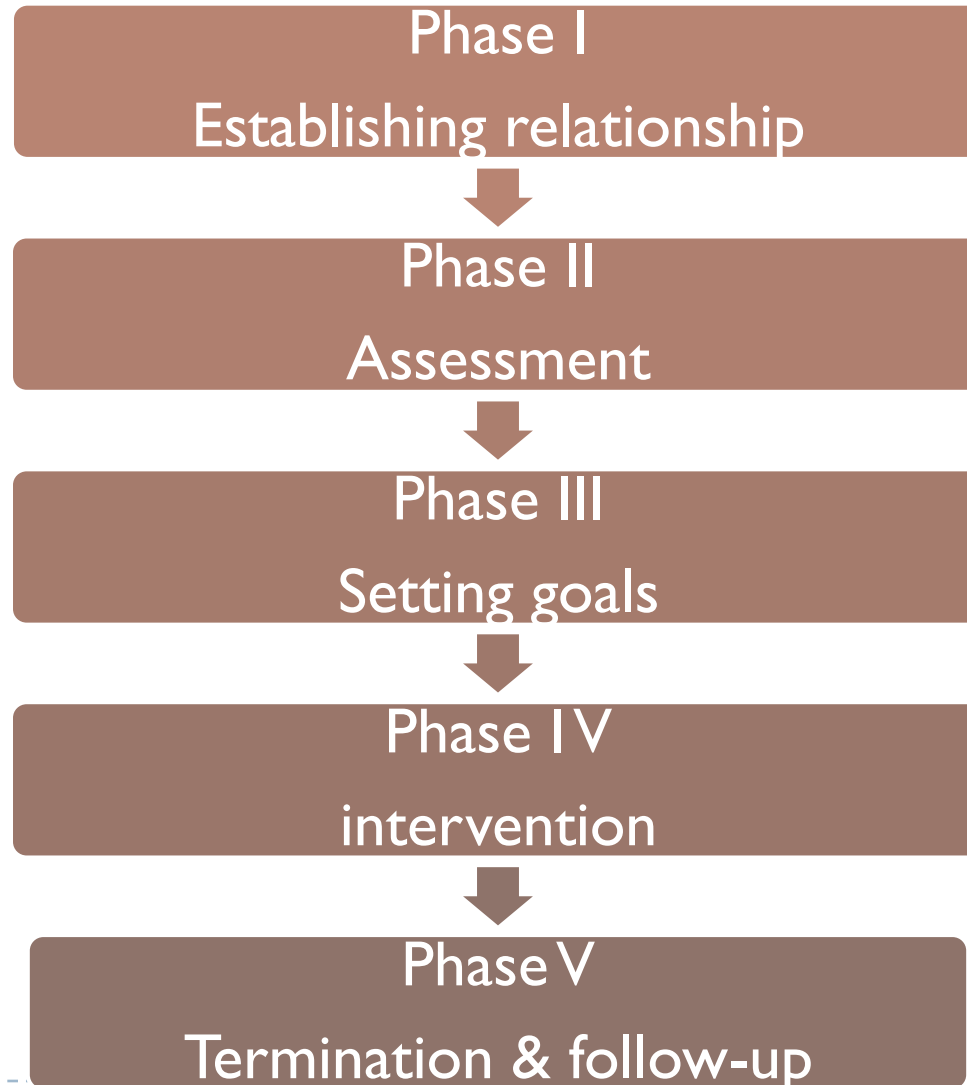 Phase I
Establishing relationship
Phase II
Assessment
Phase III
Setting goals
Phase IV
intervention
Phase V
Termination & follow-up